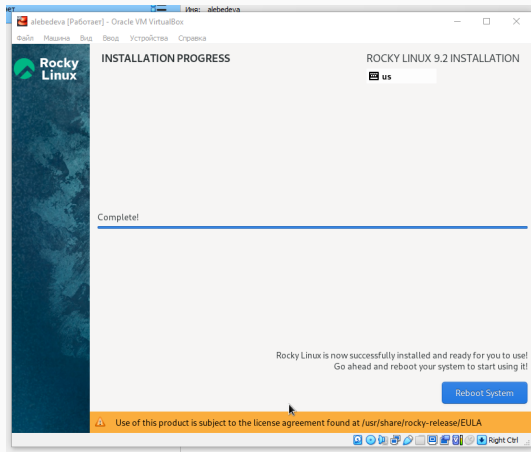 ет
Имя: alebedeva
alebedeva [Работает] - Oracle VM VirtualBox
Файл Машина Вид Ввод Устройства Справка
Rocky
Linux
INSTALLATION PROGRESS
ROCKY LINUX 9.2 INSTALLATION
us
Complete!
Rocky Linux is now successfully installed and ready for you to use!
Go ahead and reboot your system to start using it!
Reboot System
Use of this product is subject to the license agreement found at /usr/share/rocky-release/EULA
Right Ctrl